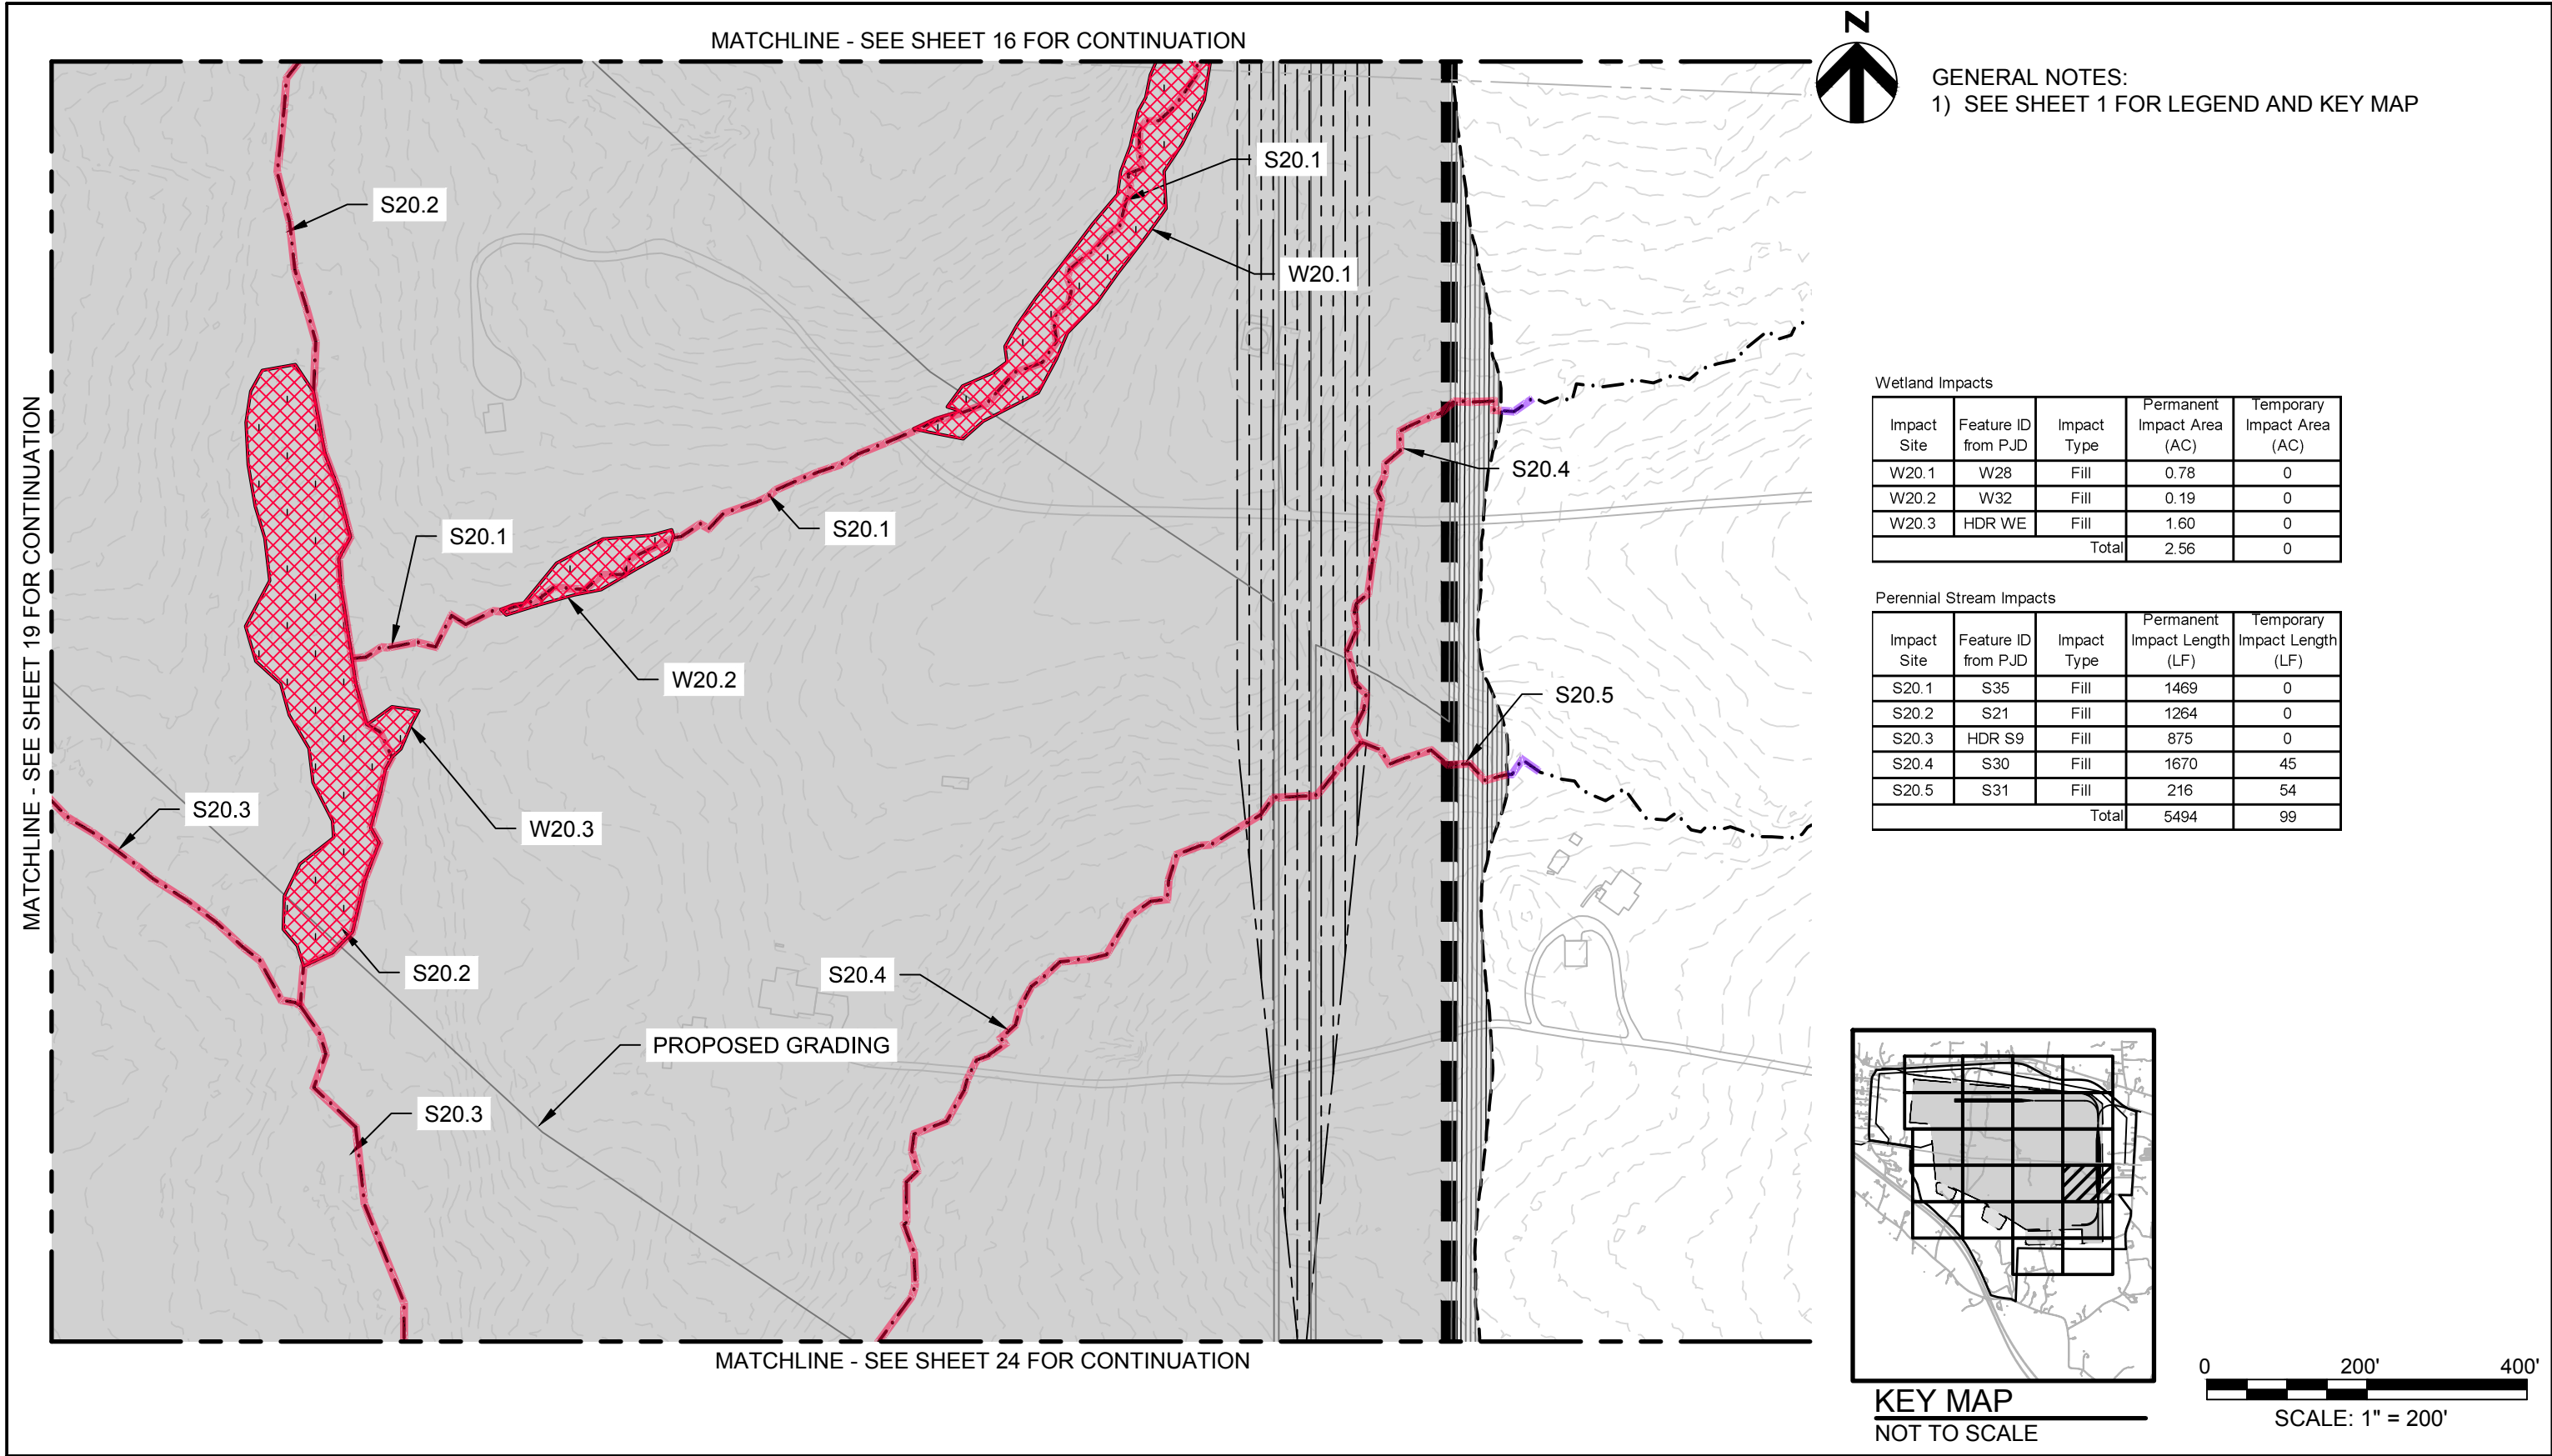 MATCHLINE - SEE SHEET 16 FOR CONTINUATION
N
GENERAL NOTES:
1) SEE SHEET 1 FOR LEGEND AND KEY MAP
MATCHLINE - SEE SHEET 19 FOR CONTINUATION
S20.2
S20.1
W20.1
S20.1
S20.1
W20.2
S20.4
S20.5
W20.3
S20.3
S20.2
S20.4
PROPOSED GRADING
S20.3
MATCHLINE - SEE SHEET 24 FOR CONTINUATION
Wetland Impacts
Impact Site Feature ID from PJD Impact Type Permanent Impact Area (AC) Temporary Impact Area (AC)
W20.1 W28 Fill 0.78 0
W20.2 W32 Fill 0.19 0
W20.3 HDR WE Fill 1.60 0
Total 2.56 0
Perennial Stream Impacts
Impact Site Feature ID from PJD Impact Type Permanent Impact Length (LF) Temporary Impact Length (LF)
S20.1 S35 Fill 1469 0
S20.2 S21 Fill 1264 0
S20.3 HDR S9 Fill 875 0
S20.4 S30 Fill 1670 45
S20.5 S31 Fill 216 54
Total 5494 99
KEY MAP
NOT TO SCALE
0 200' 400'
SCALE: 1" = 200'